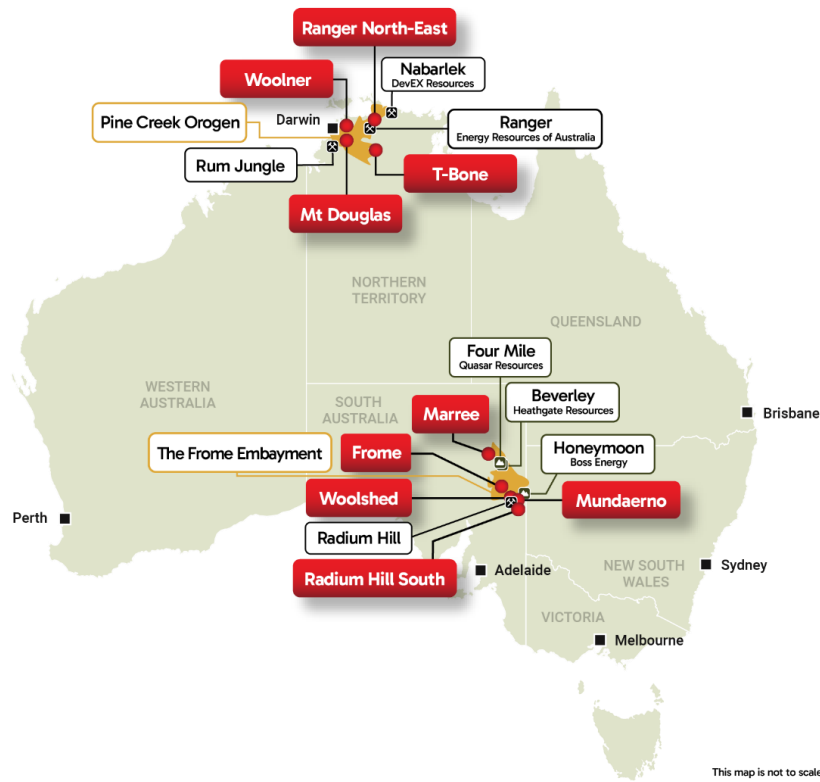 Ranger North-East
Nabarlek
DevEX Resources
Woolner
Pine Creek Orogen
Darwin
Ranger
Energy Resources of Australia
Rum Jungle
T-Bone
Mt Douglas
NORTHERN
TERRITORY
QUEENSLAND
Four Mile
Quasar Resources
WESTERN
AUSTRALIA
SOUTH
AUSTRALIA
Beverley
Heathgate Resources
Marree
Brisbane
The Frome Embayment
Frome
Honeymoon
Boss Energy
Woolshed
Mundaerno
Perth
Radium Hill
Radium Hill South
Adelaide
NEW SOUTH
WALES
Sydney
VICTORIA
Melbourne
This map is not to scale